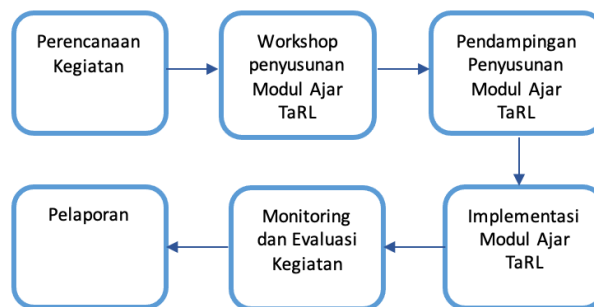 Perencanaan
Kegiatan
Workshop
penyusunan
Modul Ajar
TaRL
Pendampingan
Penyusunan
Modul Ajar
TaRL
Implementasi
Modul Ajar
TaRL
Monitoring
dan Evaluasi
Kegiatan
Pelaporan